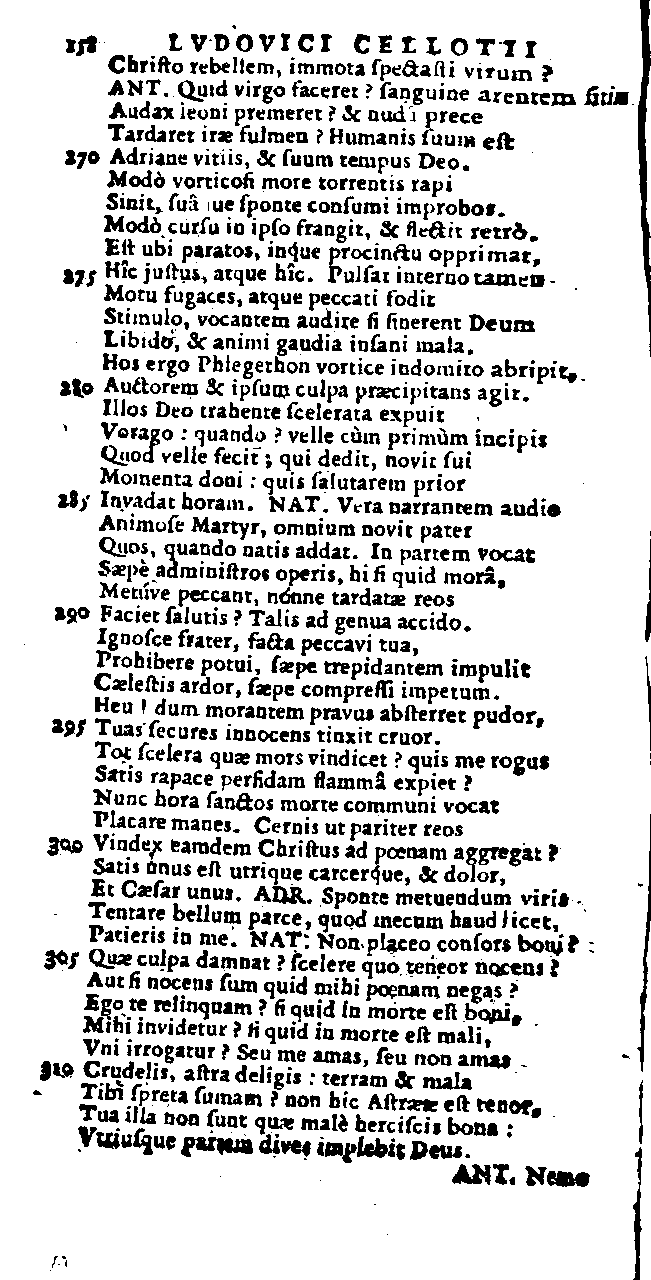 158 LVDOVICI CELLOTII
Chriſto rebellem, immota ſpectaſti virum ?
ANT. Quid virgo faceret ? ſanguine arentem ſitim
Audax leoni premeret ? & nudi prece
Tardaret iræ fulmen ? Humanis ſuum eſt
270 Adriane vitiis, & ſuum tempus Deo.
Modò vorticoſi more torrentis rapi
Sinit, ſuâ ſponte conſumi improbos.
Modò curſu in ipſo frangit, & flectit retrò.
Eſt ubi paratos, inque procinctu opprimat,
275 Hîc juſtus, atque hîc. Pulſat interno tamen
Motu fugaces, atque peccati fodit
Stimulo, vocantem audire ſi ſinerent Deum
Libido, & animi gaudia inſani mala.
Hos ergo Phlegethon vortice indomito abripit,
280 Auctorem & ipſum culpa præcipitans agit.
Illos Deo trahente ſcelerata expuit
Vorago : quando ? velle cùm primùm incipis
Quod velle fecit ; qui dedit, novit ſui
Momenta doni : quis ſalutarem prior
285 Invadat horam. NAT. Vera narrantem audio
Animoſe Martyr, omnium novit pater
Quos, quando natis addat. In partem vocat
Sæpè adminiſtros operis, hi ſi quid morâ,
Metúve peccant, nónne tardatæ reos
290 Faciet ſalutis ? Talis ad genua accido.
Ignoſce frater, facta peccavi tua,
Prohibere potui, ſæpe trepidantem impulit
Cæleſtis ardor, ſæpe compreſſi impetum.
Heu ! dum morantem pravus abſterret pudor,
295 Tuas ſecures innocens tinxit cruor.
Tot ſcelera quæ mors vindicet ? quis me rogus
Satis rapace perfidam flammâ expiet ?
Nunc hora ſanctos morte communi vocat
Placare manes. Cernis ut pariter reos
300 Vindex eamdem Chriſtus ad pœnam aggregat ?
Satis unus eſt utrique carcerque, & dolor,
Et Cæſar unus. ADR. Sponte metuendum viris
Tentare bellum parce, quod mecum haud licet,
Patieris in me. NAT. Non placeo conſors boni ?
305 Quæ culpa damnat ? ſcelere quo teneor nocens ?
Aut ſi nocens ſum quid mihi pœnam negas ?
Ego te relinquam ? ſi quid in morte eſt boni,
Mihi invidetur ? ſi quid in morte eſt mali,
Vni irrogatur ? Seu me amas, ſeu non amas
310 Crudelis, aſtra deligis : terram & mala
Tibi ſpreta ſumam ? non hic Aſtrææ eſt tenor,
Tua illa non ſunt quæ malè herciſcis bona :
Vtriuſque partem dives implebit Deus.
ANT. Nemo